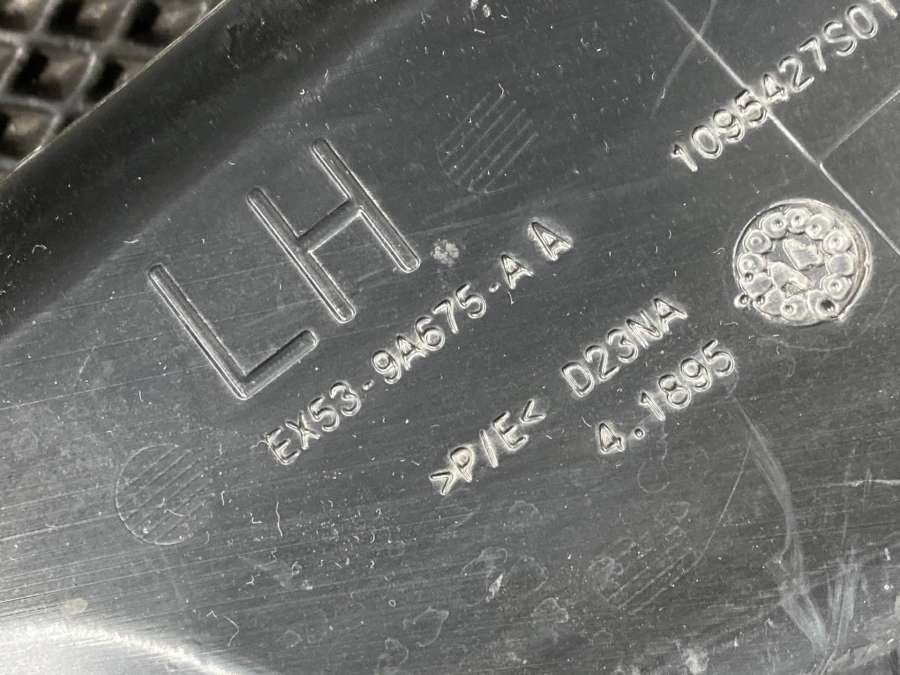 1095427S01
LH
EX53-9A675-A A
>P/E< D23NA
4.1895